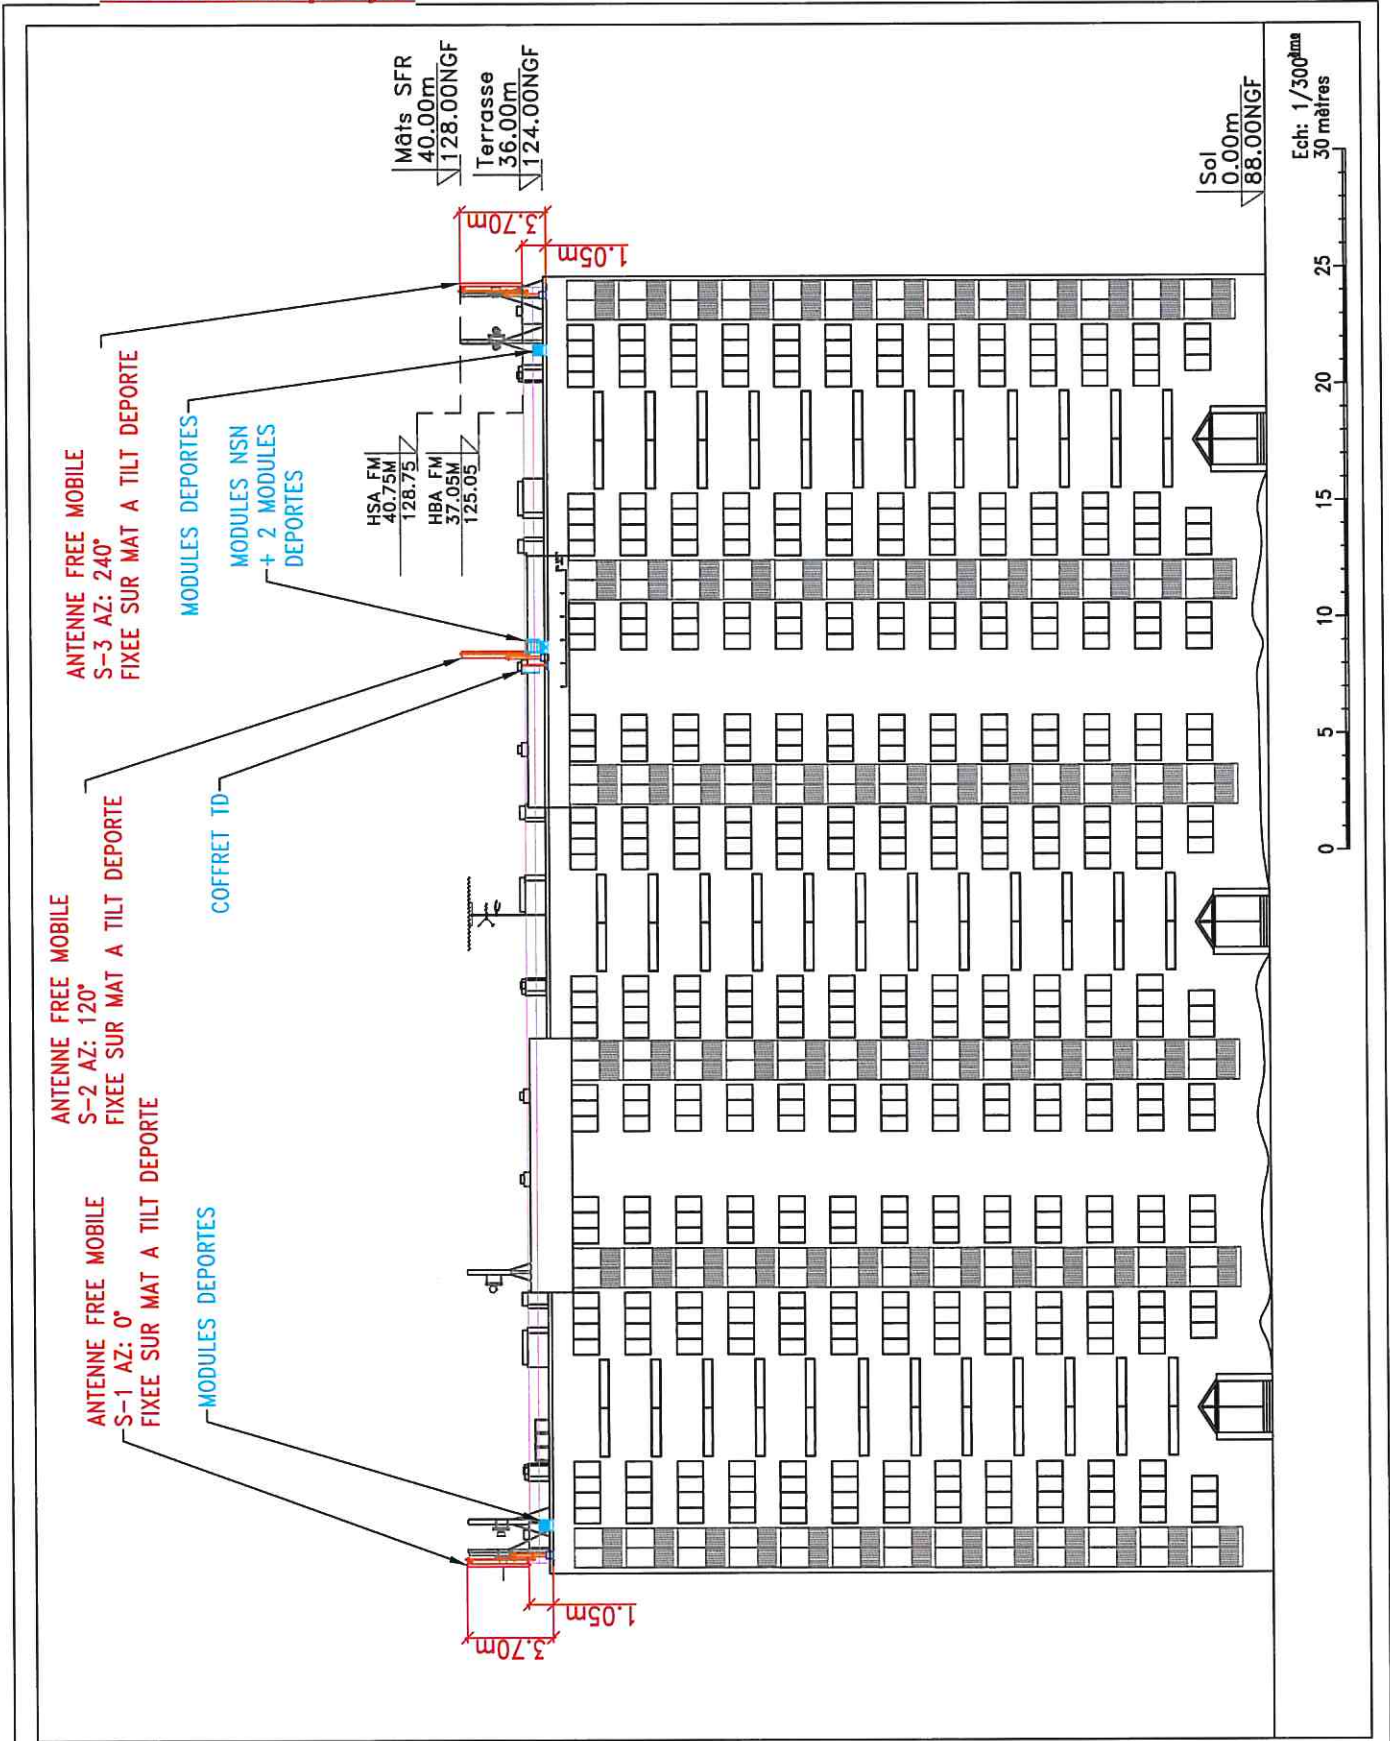 ANTENNE FREE MOBILE
S-1 AZ: 0°
FIXEE SUR MAT A TILT DEPORTE
MODULES DEPORTES
ANTENNE FREE MOBILE
S-2 AZ: 120°
FIXEE SUR MAT A TILT DEPORTE
COFFRET TD
ANTENNE FREE MOBILE
S-3 AZ: 240°
FIXEE SUR MAT A TILT DEPORTE
MODULES DEPORTES
MODULES NSN
+ 2 MODULES
DEPORTES
HSA FM
40.75M
128.75
HBA FM
37.05M
125.05
Mâts SFR
40.00m
128.00NGF
Terrasse
36.00m
124.00NGF
3.70m
1.05m
3.70m
1.05m
Sol
0.00m
88.00NGF
Ech: 1/300ème
0 5 10 15 20 25 30 mètres